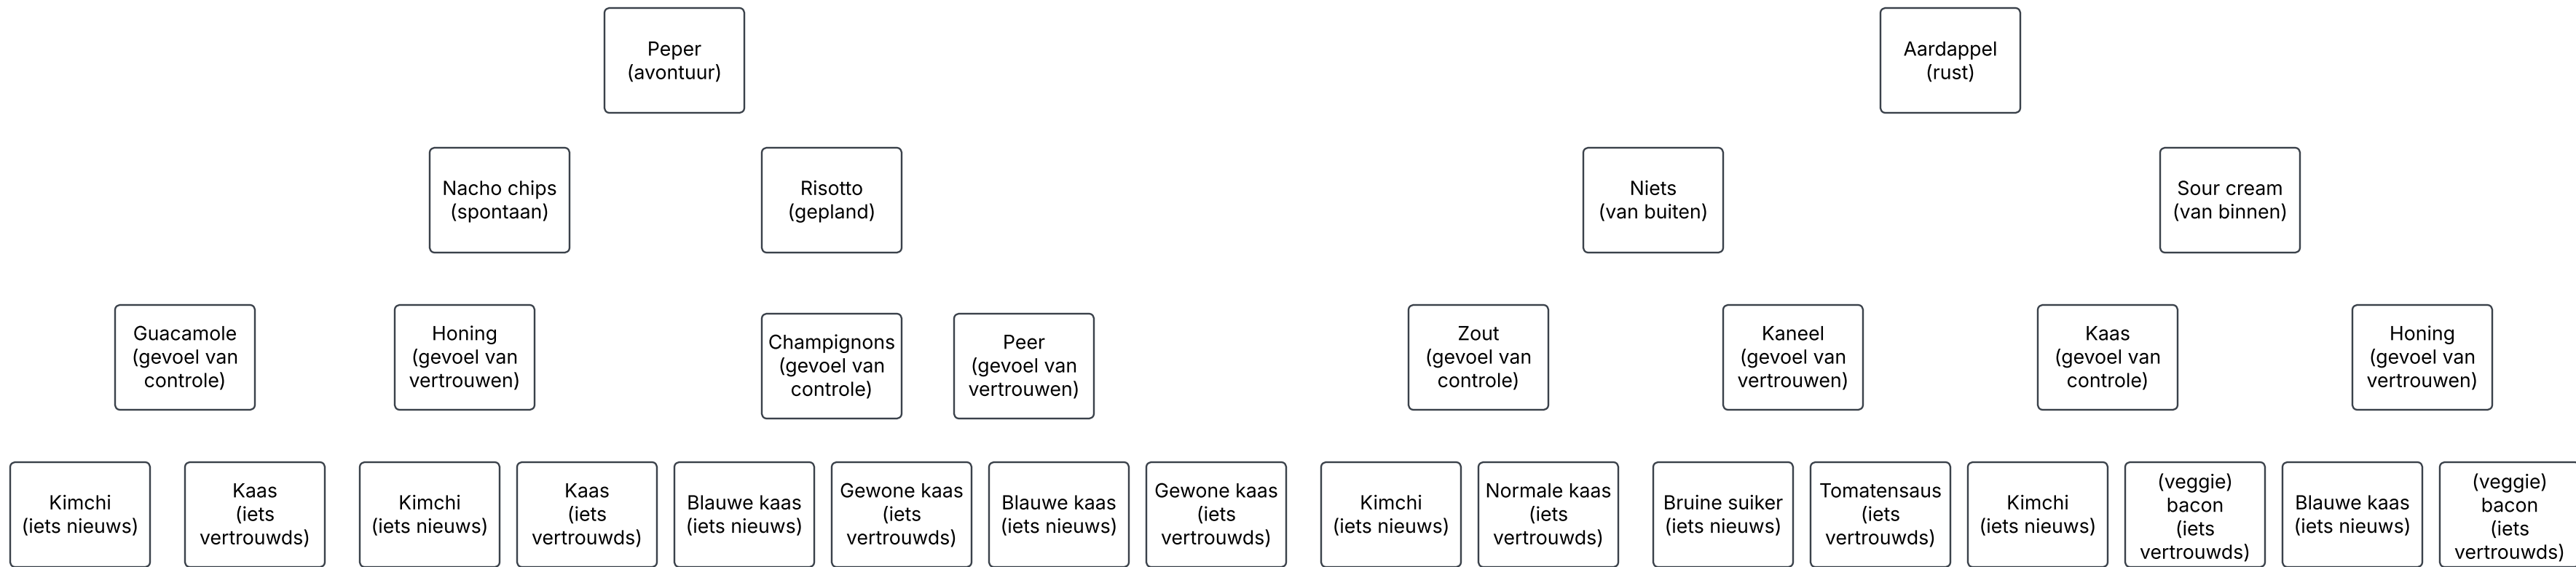 Peper
(avontuur)
Aardappel
(rust)
Nacho chips
(spontaan)
Risotto
(gepland)
Niets
(van buiten)
Sour cream
(van binnen)
Guacamole
(gevoel van
controle)
Honing
(gevoel van
vertrouwen)
Champignons
(gevoel van
controle)
Peer
(gevoel van
vertrouwen)
Zout
(gevoel van
controle)
Kaneel
(gevoel van
vertrouwen)
Kaas
(gevoel van
controle)
Honing
(gevoel van
vertrouwen)
Kimchi
(iets nieuws)
Kaas
(iets
vertrouwds)
Kimchi
(iets nieuws)
Kaas
(iets
vertrouwds)
Blauwe kaas
(iets nieuws)
Gewone kaas
(iets
vertrouwds)
Blauwe kaas
(iets nieuws)
Gewone kaas
(iets
vertrouwds)
Kimchi
(iets nieuws)
Normale kaas
(iets
vertrouwds)
Bruine suiker
(iets nieuws)
Tomatensaus
(iets
vertrouwds)
Kimchi
(iets nieuws)
(veggie)
bacon
(iets
vertrouwds)
Blauwe kaas
(iets nieuws)
(veggie)
bacon
(iets
vertrouwds)